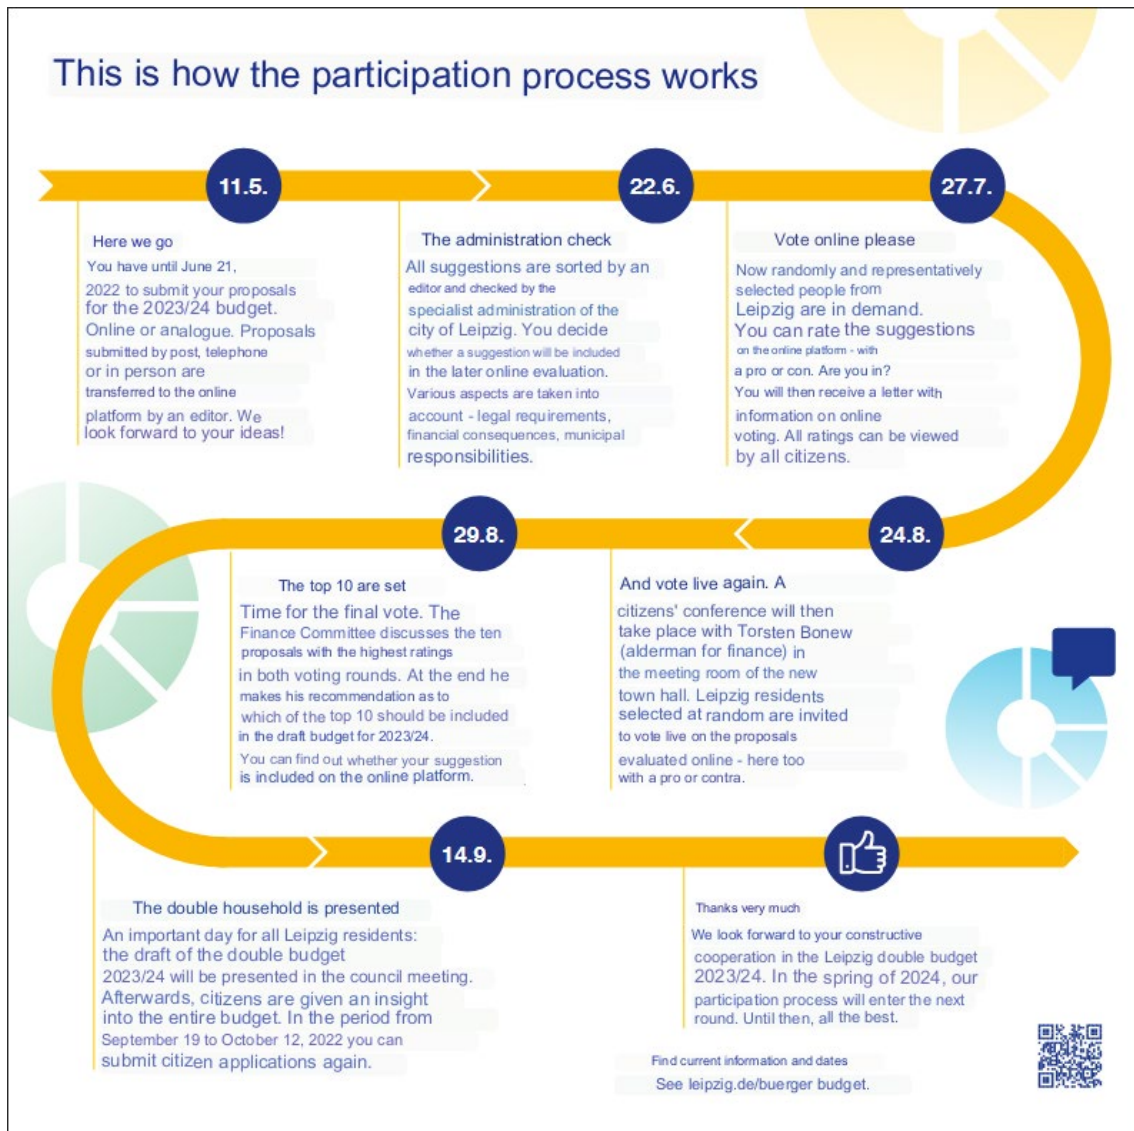 This is how the participation process works
11.5.
22.6.
27.7.
Here we go
You have until June 21,
2022 to submit your proposals
for the 2023/24 budget.
Online or analogue. Proposals
submitted by post, telephone
or in person are
transferred to the online
platform by an editor. We
look forward to your ideas!
The administration check
All suggestions are sorted by an
editor and checked by the
specialist administration of the
city of Leipzig. You decide
whether a suggestion will be included
in the later online evaluation.
Various aspects are taken into
account - legal requirements,
financial consequences, municipal
responsibilities.
Vote online please
Now randomly and representatively
selected people from
Leipzig are in demand.
You can rate the suggestions
on the online platform - with
a pro or con. Are you in?
You will then receive a letter with
information on online
voting. All ratings can be viewed
by all citizens.
24.8.
And vote live again. A
citizens' conference will then
take place with Torsten Bonew
(alderman for finance) in
the meeting room of the new
town hall. Leipzig residents
selected at random are invited
to vote live on the proposals
evaluated online - here too
with a pro or contra.
29.8.
The top 10 are set
Time for the final vote. The
Finance Committee discusses the ten
proposals with the highest ratings
in both voting rounds. At the end he
makes his recommendation as to
which of the top 10 should be included
in the draft budget for 2023/24.
You can find out whether your suggestion
is included on the online platform.
14.9.
The double household is presented
An important day for all Leipzig residents:
the draft of the double budget
2023/24 will be presented in the council meeting.
Afterwards, citizens are given an insight
into the entire budget. In the period from
September 19 to October 12, 2022 you can
submit citizen applications again.
Thanks very much
We look forward to your constructive
cooperation in the Leipzig double budget
2023/24. In the spring of 2024, our
participation process will enter the next
round. Until then, all the best.
Find current information and dates
See leipzig.de/buerger budget.